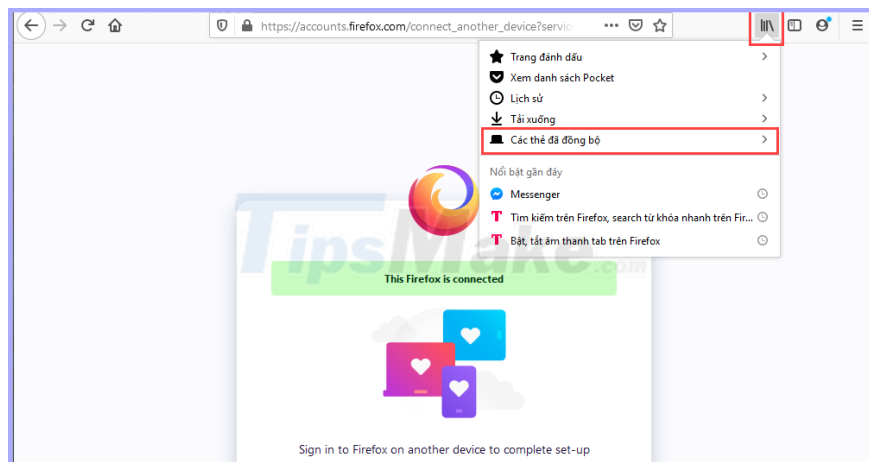 https://accounts.firefox.com/connect_another_device?servic
Trang đánh dấu
Xem danh sách Pocket
Lịch sử
Tải xuống
Các thẻ đã đồng bộ
Nổi bật gần đây
Messenger
Tìm kiếm trên Firefox, search từ khóa nhanh trên Fir...
Bật, tắt âm thanh tab trên Firefox
TipsMake.com
This Firefox is connected
Sign in to Firefox on another device to complete set-up